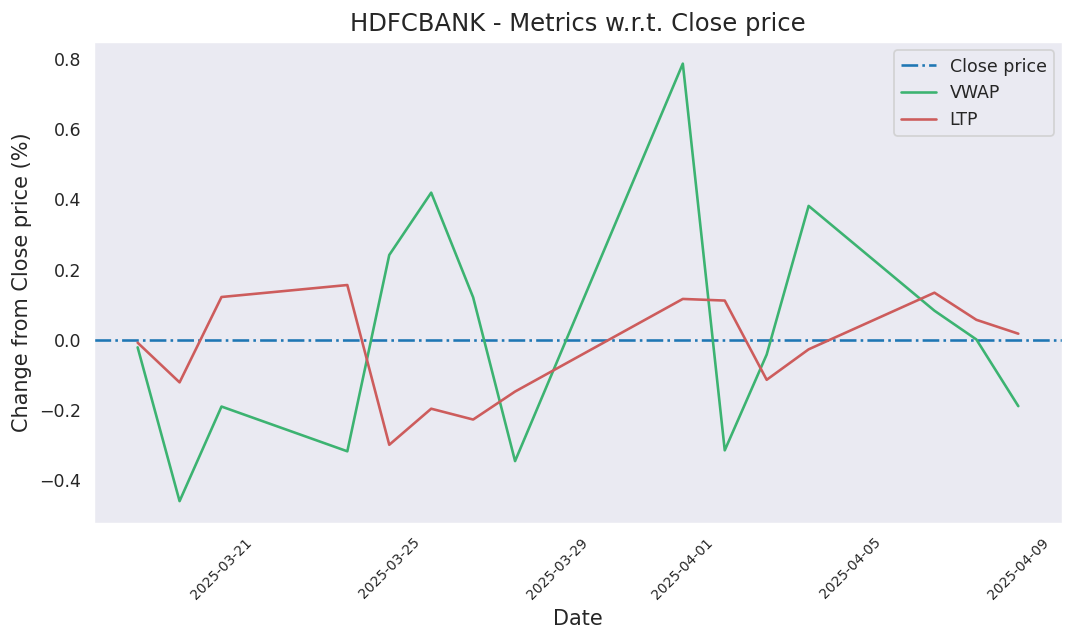 HDFCBANK - Metrics w.r.t. Close price
Change from Close price (%)
0.8
0.6
0.4
0.2
0.0
−0.2
−0.4
Close price
VWAP
LTP
2025-03-21
2025-03-25
2025-03-29
2025-04-01
2025-04-05
2025-04-09
Date